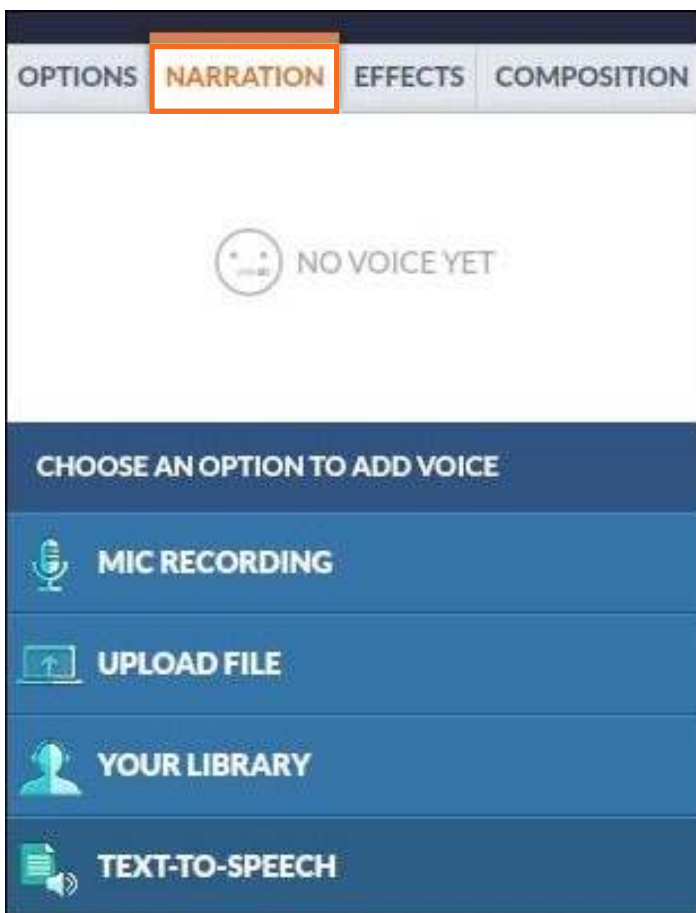 OPTIONS NARRATION EFFECTS COMPOSITION
NO VOICE YET
CHOOSE AN OPTION TO ADD VOICE
MIC RECORDING
UPLOAD FILE
YOUR LIBRARY
TEXT-TO-SPEECH